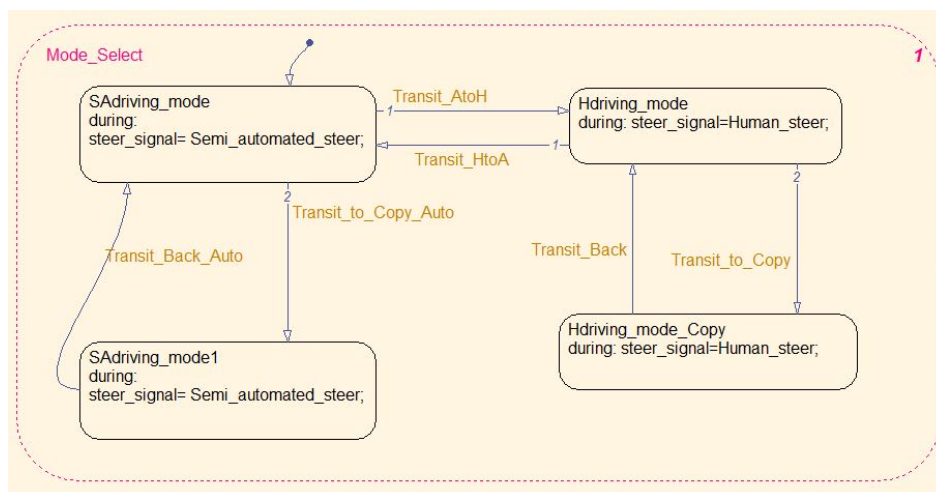 Mode_Select
1
SAdriving_mode
during:
steer_signal= Semi_automated_steer;
Transit_AtoH
1
Hdriving_mode
during: steer_signal=Human_steer;
1
Transit_HtoA
2
Transit_to_Copy_Auto
2
Transit_Back_Auto
Transit_Back
Transit_to_Copy
SAdriving_mode1
during:
steer_signal= Semi_automated_steer;
Hdriving_mode_Copy
during: steer_signal=Human_steer;